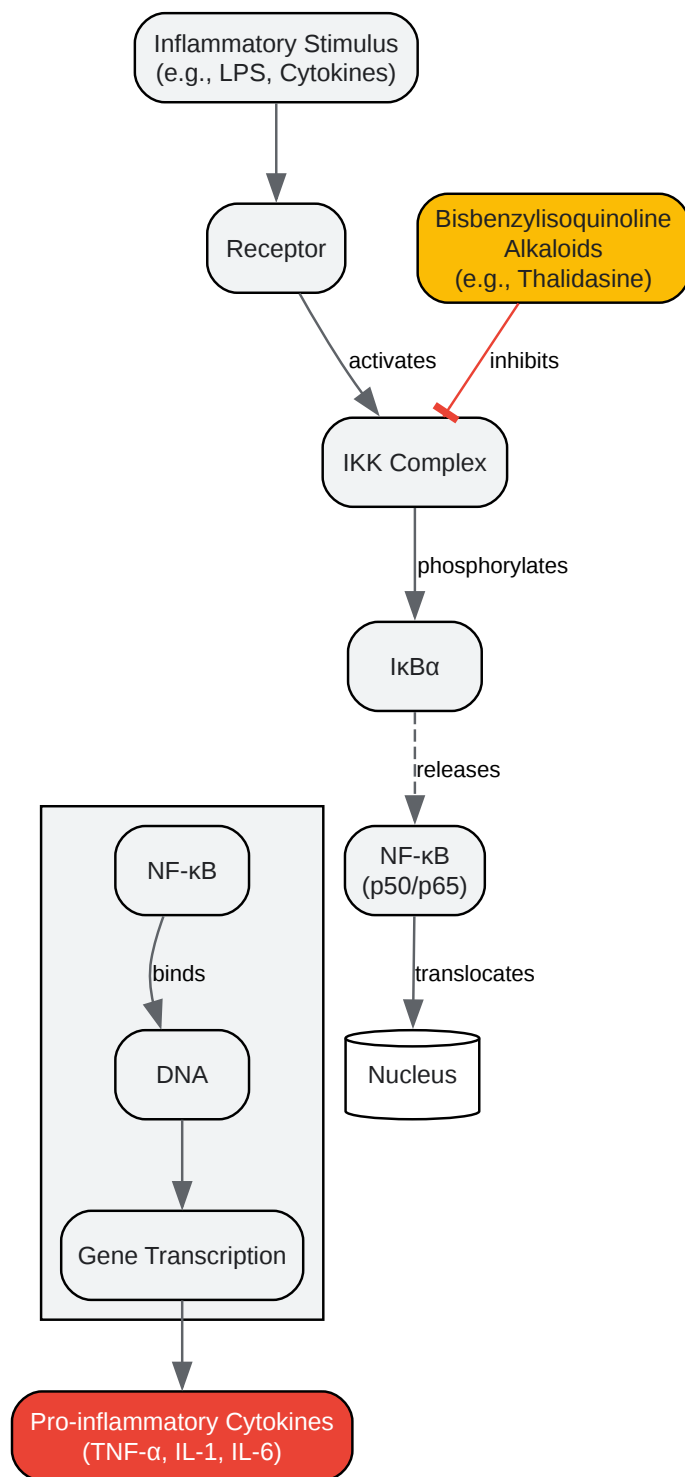 Inflammatory Stimulus
(e.g., LPS, Cytokines)
Receptor
Bisbenzylisoquinoline
Alkaloids
(e.g., Thalidasine)
activates
inhibits
IKK Complex
phosphorylates
IκBα
releases
NF-κB
(p50/p65)
translocates
Nucleus
NF-κB
binds
DNA
Gene Transcription
Pro-inflammatory Cytokines
(TNF-α, IL-1, IL-6)